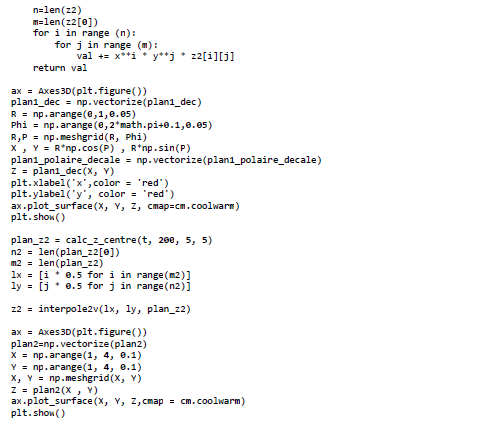 n=len(z2)
m=len(z2[0])
for i in range (n):
for j in range (m):
val += x**i * y**j * z2[i][j]
return val
ax = Axes3D(plt.figure())
plan1_dec = np.vectorize(plan1_dec)
R = np.arange(0,1,0.05)
Phi = np.arange(0,2*math.pi+0.1,0.05)
R,P = np.meshgrid(R, Phi)
X , Y = R*np.cos(P) , R*np.sin(P)
plan1_polaire_decale = np.vectorize(plan1_polaire_decale)
Z = plan1_dec(X, Y)
plt.xlabel('x',color = 'red')
plt.ylabel('y', color = 'red')
ax.plot_surface(X, Y, Z, cmap=cm.coolwarm)
plt.show()
plan_z2 = calc_z_centre(t, 200, 5, 5)
n2 = len(plan_z2[0])
m2 = len(plan_z2)
lx = [i * 0.5 for i in range(m2)]
ly = [j * 0.5 for j in range(n2)]
z2 = interpole2v(lx, ly, plan_z2)
ax = Axes3D(plt.figure())
plan2=np.vectorize(plan2)
X = np.arange(1, 4, 0.1)
Y = np.arange(1, 4, 0.1)
X, Y = np.meshgrid(X, Y)
Z = plan2(X , Y)
ax.plot_surface(X, Y, Z,cmap = cm.coolwarm)
plt.show()